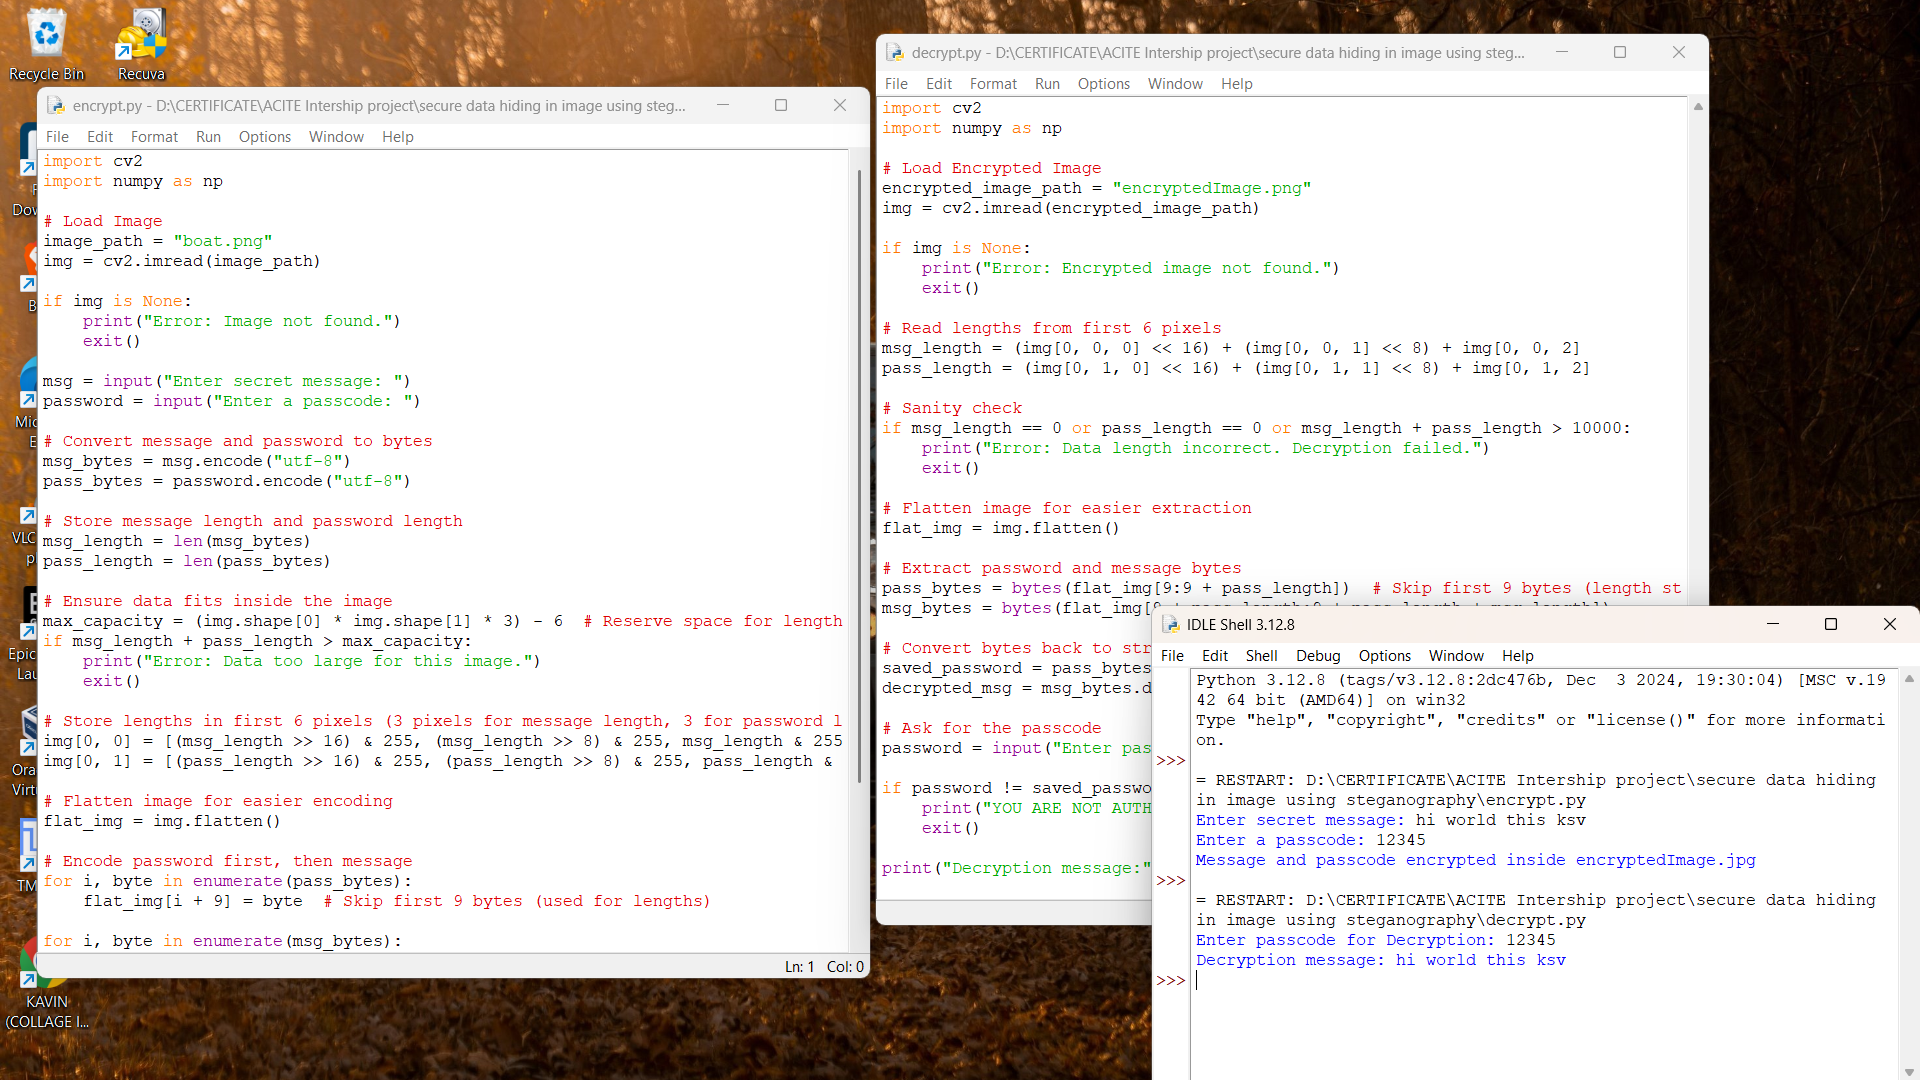 Recycle Bin
Recuva
encrypt.py - D:\CERTIFICATE\ACITE Intership project\secure data hiding in image using steg...
File Edit Format Run Options Window Help
import cv2
import numpy as np
# Load Image
image_path = "boat.png"
img = cv2.imread(image_path)
if img is None:
    print("Error: Image not found.")
    exit()
msg = input("Enter secret message: ")
password = input("Enter a passcode: ")
# Convert message and password to bytes
msg_bytes = msg.encode("utf-8")
pass_bytes = password.encode("utf-8")
# Store message length and password length
msg_length = len(msg_bytes)
pass_length = len(pass_bytes)
# Ensure data fits inside the image
max_capacity = (img.shape[0] * img.shape[1] * 3) - 6  # Reserve space for length
if msg_length + pass_length > max_capacity:
    print("Error: Data too large for this image.")
    exit()
# Store lengths in first 6 pixels (3 pixels for message length, 3 for password l
img[0, 0] = [(msg_length >> 16) & 255, (msg_length >> 8) & 255, msg_length & 255
img[0, 1] = [(pass_length >> 16) & 255, (pass_length >> 8) & 255, pass_length &
# Flatten image for easier encoding
flat_img = img.flatten()
# Encode password first, then message
for i, byte in enumerate(pass_bytes):
    flat_img[i + 9] = byte  # Skip first 9 bytes (used for lengths)
for i, byte in enumerate(msg_bytes):
Ln: 1 Col: 0
KAVIN
(COLLAGE I...
decrypt.py - D:\CERTIFICATE\ACITE Intership project\secure data hiding in image using steg...
File Edit Format Run Options Window Help
import cv2
import numpy as np
# Load Encrypted Image
encrypted_image_path = "encryptedImage.png"
img = cv2.imread(encrypted_image_path)
if img is None:
    print("Error: Encrypted image not found.")
    exit()
# Read lengths from first 6 pixels
msg_length = (img[0, 0, 0] << 16) + (img[0, 0, 1] << 8) + img[0, 0, 2]
pass_length = (img[0, 1, 0] << 16) + (img[0, 1, 1] << 8) + img[0, 1, 2]
# Sanity check
if msg_length == 0 or pass_length == 0 or msg_length + pass_length > 10000:
    print("Error: Data length incorrect. Decryption failed.")
    exit()
# Flatten image for easier extraction
flat_img = img.flatten()
# Extract password and message bytes
pass_bytes = bytes(flat_img[9:9 + pass_length])  # Skip first 9 bytes (length st
msg_bytes = bytes(flat_img[9 + pass_length:9 + pass_length + msg_length])
# Convert bytes back to str
saved_password = pass_bytes
decrypted_msg = msg_bytes.d
# Ask for the passcode
password = input("Enter pas
if password != saved_passwo
    print("YOU ARE NOT AUTH
    exit()
print("Decryption message:"
IDLE Shell 3.12.8
File Edit Shell Debug Options Window Help
Python 3.12.8 (tags/v3.12.8:2dc476b, Dec  3 2024, 19:30:04) [MSC v.19
42 64 bit (AMD64)] on win32
Type "help", "copyright", "credits" or "license()" for more informati
on.
>>>
= RESTART: D:\CERTIFICATE\ACITE Intership project\secure data hiding
in image using steganography\encrypt.py
Enter secret message: hi world this ksv
Enter a passcode: 12345
Message and passcode encrypted inside encryptedImage.jpg
>>>
= RESTART: D:\CERTIFICATE\ACITE Intership project\secure data hiding
in image using steganography\decrypt.py
Enter passcode for Decryption: 12345
Decryption message: hi world this ksv
>>>